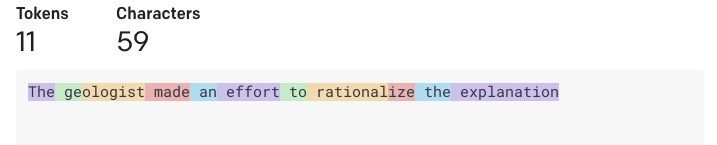 Tokens Characters
11 59
The geologist made an effort to rationalize the explanation